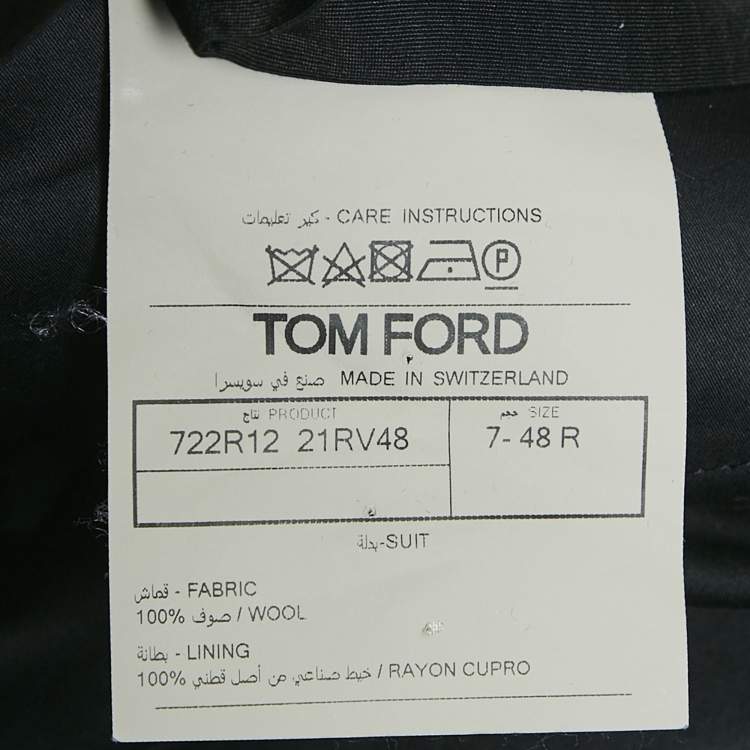 كير تعليمات - CARE INSTRUCTIONS
P
TOM FORD
صنع في سويسرا MADE IN SWITZERLAND
نتاج PRODUCT
حجم SIZE
722R12 21RV48
7- 48 R
بدلة-SUIT
قماش - FABRIC
100% صوف / WOOL
بطانة - LINING
100% خيط صناعي من أصل قطني / RAYON CUPRO